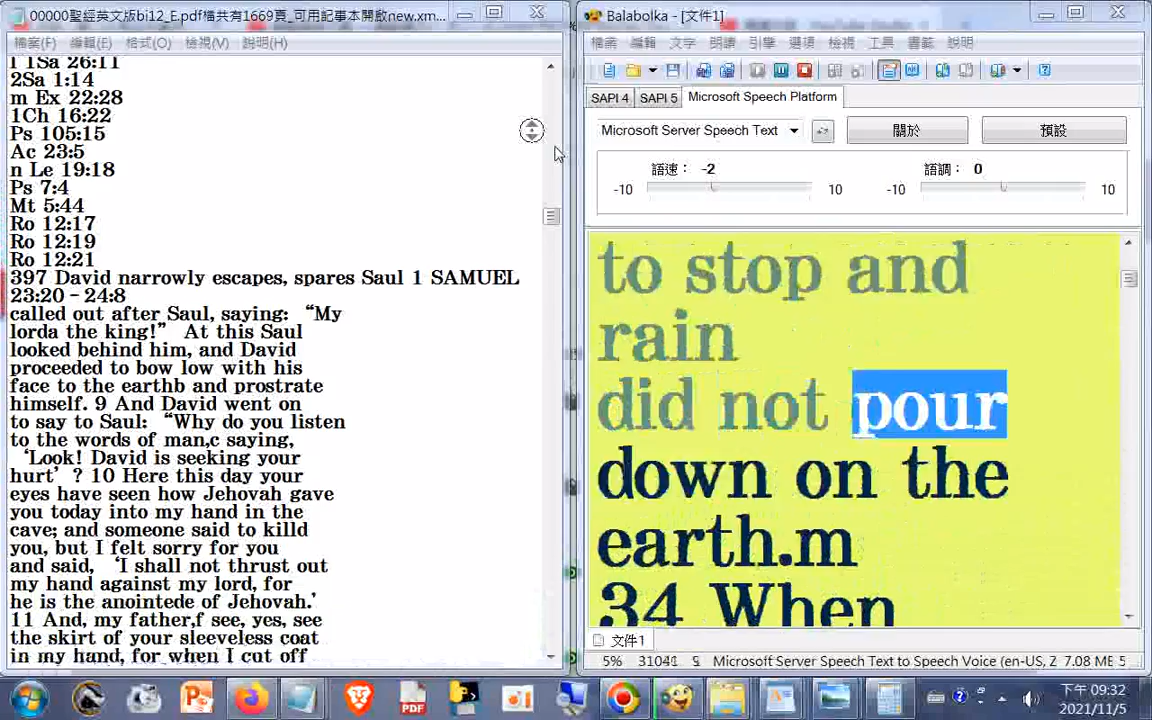 00000聖經英文版bi12_E.pdf檔共有1669頁_可用記事本開啟new.xm...
檔案(F) 編輯(E) 格式(O) 檢視(V) 說明(H)
l 1Sa 26:11
2Sa 1:14
m Ex 22:28
1Ch 16:22
Ps 105:15
Ac 23:5
n Le 19:18
Ps 7:4
Mt 5:44
Ro 12:17
Ro 12:19
Ro 12:21
397 David narrowly escapes, spares Saul 1 SAMUEL
23:20－24:8
called out after Saul, saying: “My
lorda the king!” At this Saul
looked behind him, and David
proceeded to bow low with his
face to the earthb and prostrate
himself. 9 And David went on
to say to Saul: “Why do you listen
to the words of man,c saying,
‘Look! David is seeking your
hurt’? 10 Here this day your
eyes have seen how Jehovah gave
you today into my hand in the
cave; and someone said to killd
you, but I felt sorry for you
and said, ‘I shall not thrust out
my hand against my lord, for
he is the anointede of Jehovah.’
11 And, my father,f see, yes, see
the skirt of your sleeveless coat
in my hand, for when I cut off
Balabolka - [文件1]
檔案 編輯 文字 朗讀 引擎 選項 檢視 工具 書籤 說明
SAPI 4 SAPI 5 Microsoft Speech Platform
Microsoft Server Speech Text 關於 預設
語速： -2 語調： 0
-10 10 -10 10
to stop and
rain
did not pour
down on the
earth.m
34 When
文件1
5% 31041 Microsoft Server Speech Text to Speech Voice (en-US, Z 7.08 MB 5
PDF
下午 09:32
2021/11/5